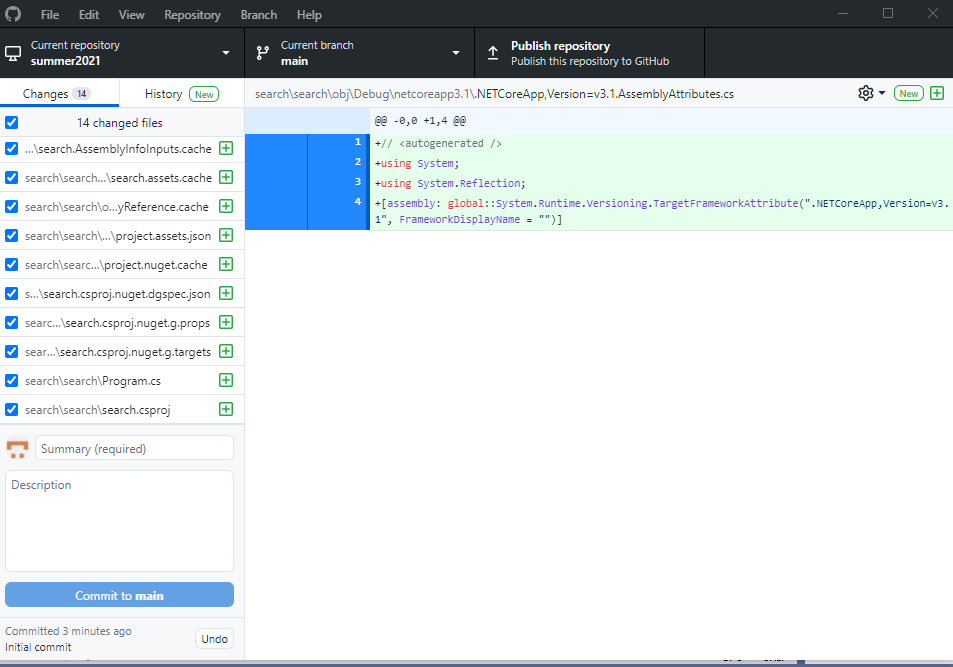 File Edit View Repository Branch Help
Current repository
summer2021
Current branch
main
Publish repository
Publish this repository to GitHub
Changes 14
History New
search\search\obj\Debug\netcoreapp3.1\.NETCoreApp,Version=v3.1.AssemblyAttributes.cs
New
14 changed files
...\search.AssemblyInfoInputs.cache
search\search...\search.assets.cache
search\search\o...yReference.cache
search\search\...\project.assets.json
search\searc...\project.nuget.cache
s...\search.csproj.nuget.dgspec.json
searc...\search.csproj.nuget.g.props
sear...\search.csproj.nuget.g.targets
search\search\Program.cs
search\search\search.csproj
@@ -0,0 +1,4 @@
1 +// <autogenerated />
2 +using System;
3 +using System.Reflection;
4 +[assembly: global::System.Runtime.Versioning.TargetFrameworkAttribute(".NETCoreApp,Version=v3.
1", FrameworkDisplayName = "")]
Summary (required)
Description
Commit to main
Committed 3 minutes ago
Initial commit
Undo